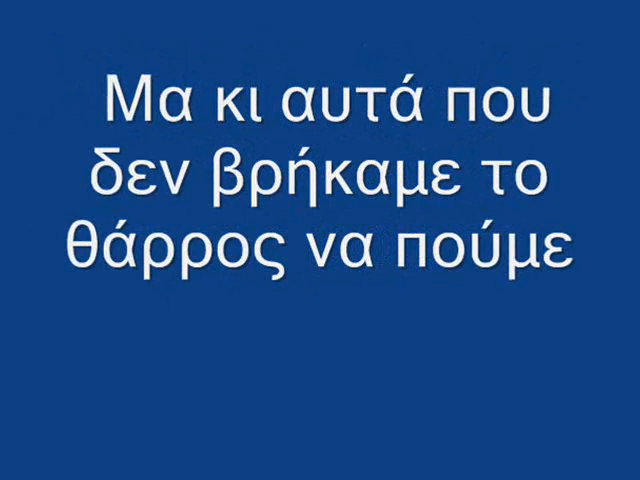 Μα κι αυτά που
δεν βρήκαμε το
θάρρος να πούμε